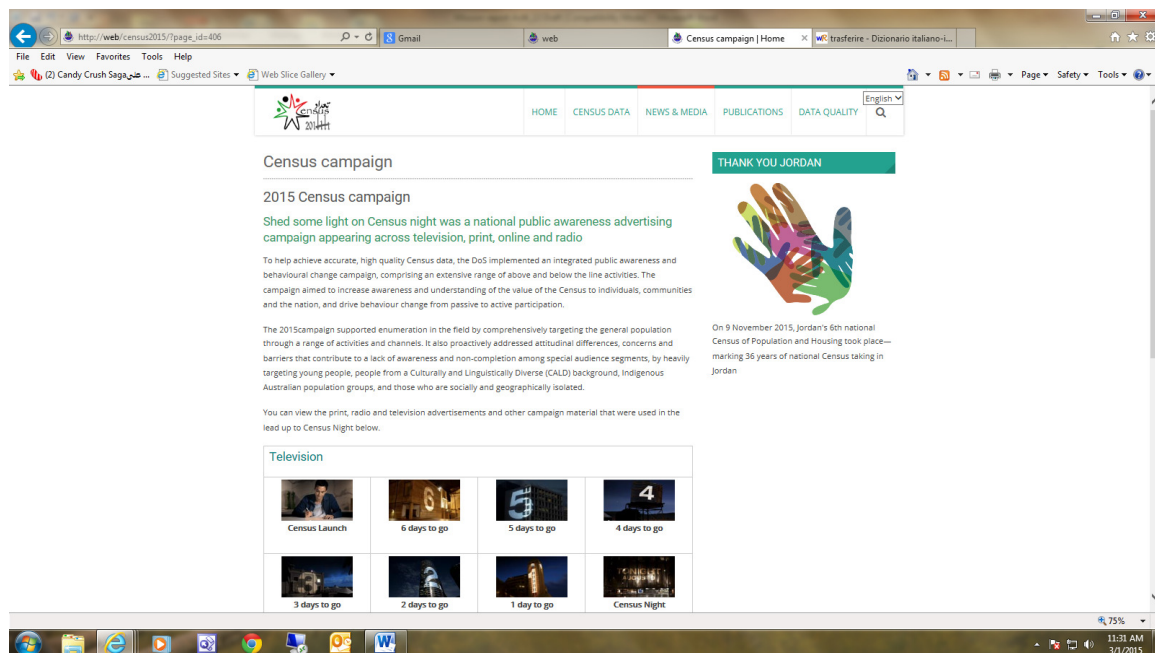 http://web/census2015/?page_id=406
Gmail
web
Census campaign | Home
trasferire - Dizionario italiano-i...
File Edit View Favorites Tools Help
(2) Candy Crush Saga ... Suggested Sites Web Slice Gallery
Page Safety Tools
English
Census
تعداد
HOME CENSUS DATA NEWS & MEDIA PUBLICATIONS DATA QUALITY
Census campaign
THANK YOU JORDAN
2015 Census campaign
Shed some light on Census night was a national public awareness advertising
campaign appearing across television, print, online and radio
To help achieve accurate, high quality Census data, the DoS implemented an integrated public awareness and
behavioural change campaign, comprising an extensive range of above and below the line activities. The
campaign aimed to increase awareness and understanding of the value of the Census to individuals, communities
and the nation, and drive behaviour change from passive to active participation.
The 2015campaign supported enumeration in the field by comprehensively targeting the general population
through a range of activities and channels. It also proactively addressed attitudinal differences, concerns and
barriers that contribute to a lack of awareness and non-completion among special audience segments, by heavily
targeting young people, people from a Culturally and Linguistically Diverse (CALD) background, Indigenous
Australian population groups, and those who are socially and geographically isolated.
You can view the print, radio and television advertisements and other campaign material that were used in the
lead up to Census Night below.
On 9 November 2015, Jordan's 6th national
Census of Population and Housing took place—
marking 36 years of national Census taking in
Jordan
Television
6 5 4
Census Launch 6 days to go 5 days to go 4 days to go
3 2 1 TONIGHT
3 days to go 2 days to go 1 day to go Census Night
75%
11:31 AM
3/1/2015